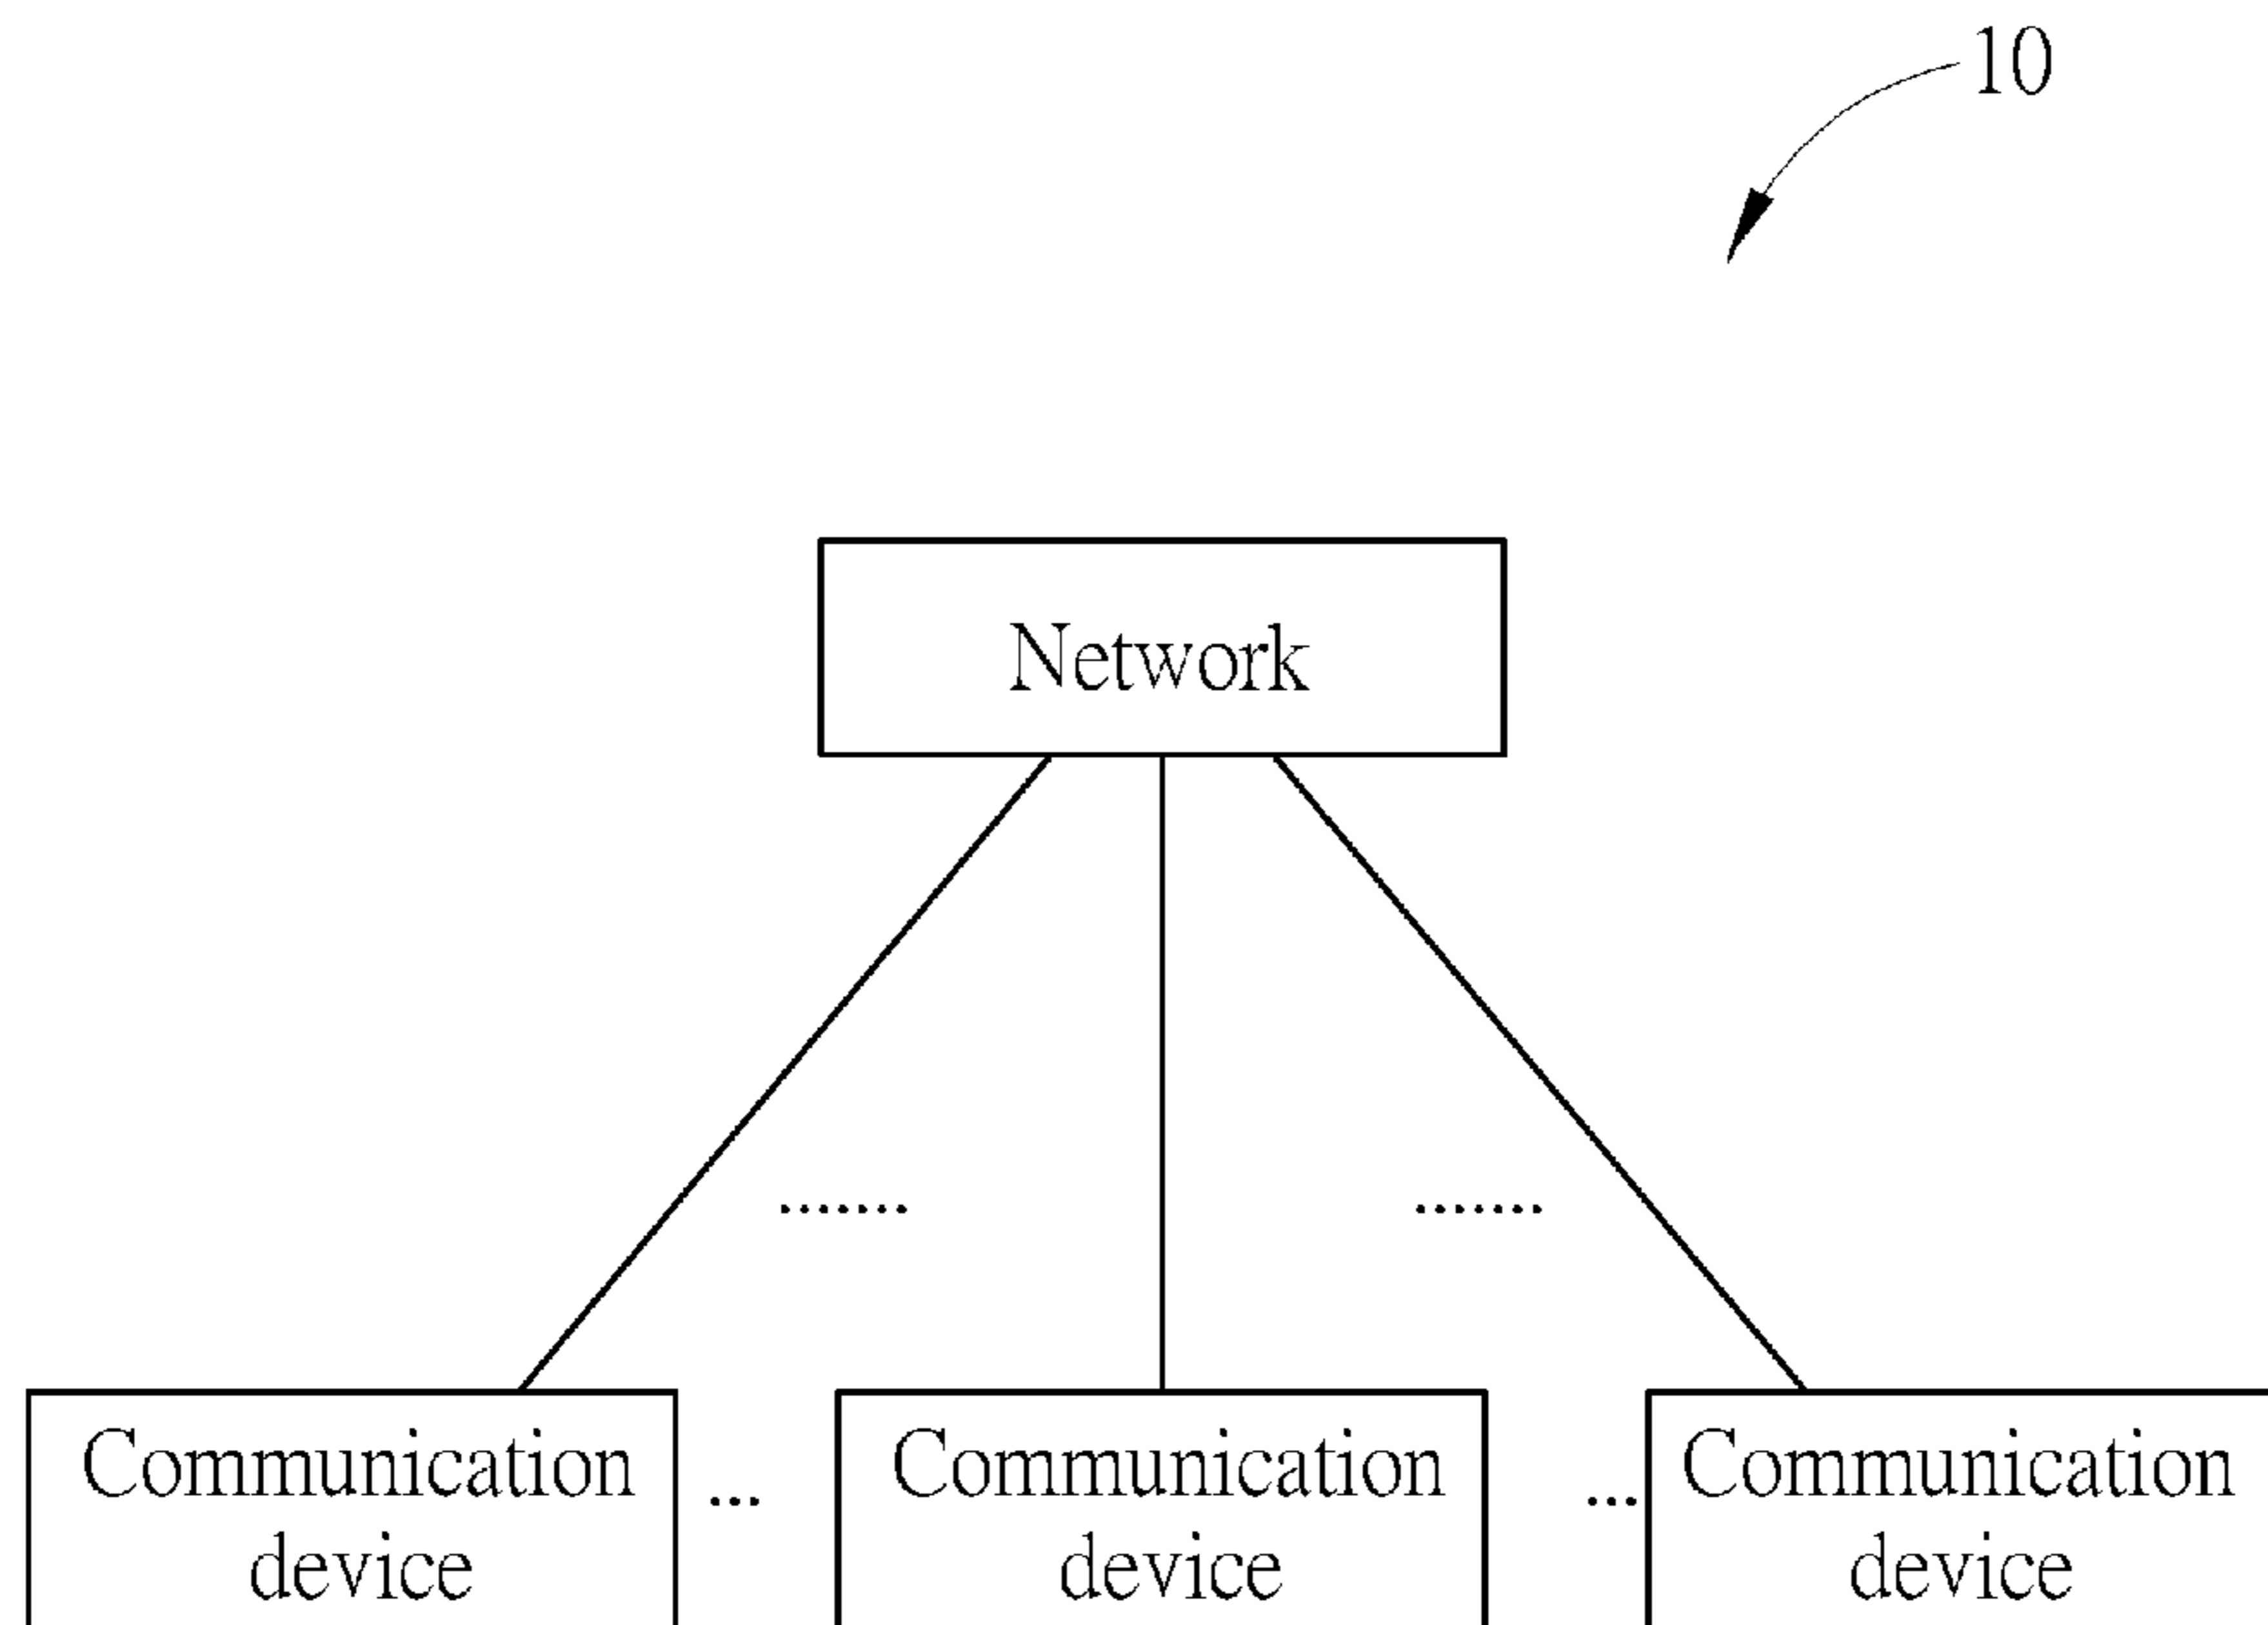 10
Network
.......
.......
Communication
device
...
Communication
device
...
Communication
device